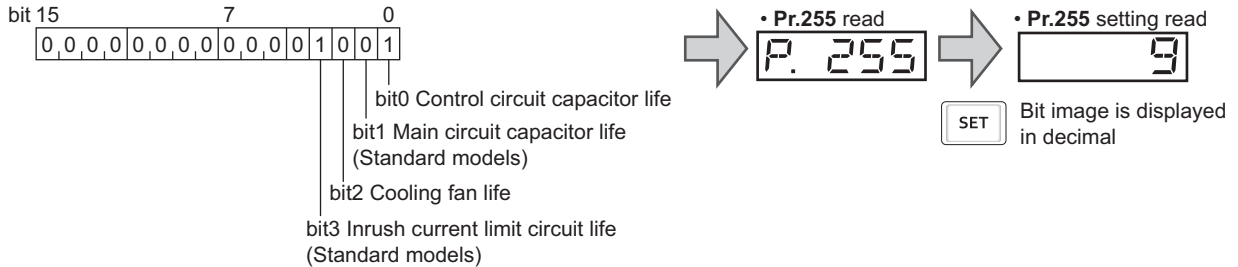 bit 15 7 0
0 0 0 0 0 0 0 0 0 0 0 0 1 0 0 1
bit0 Control circuit capacitor life
bit1 Main circuit capacitor life
(Standard models)
bit2 Cooling fan life
bit3 Inrush current limit circuit life
(Standard models)
• Pr.255 read
P. 255
• Pr.255 setting read
9
SET
Bit image is displayed
in decimal